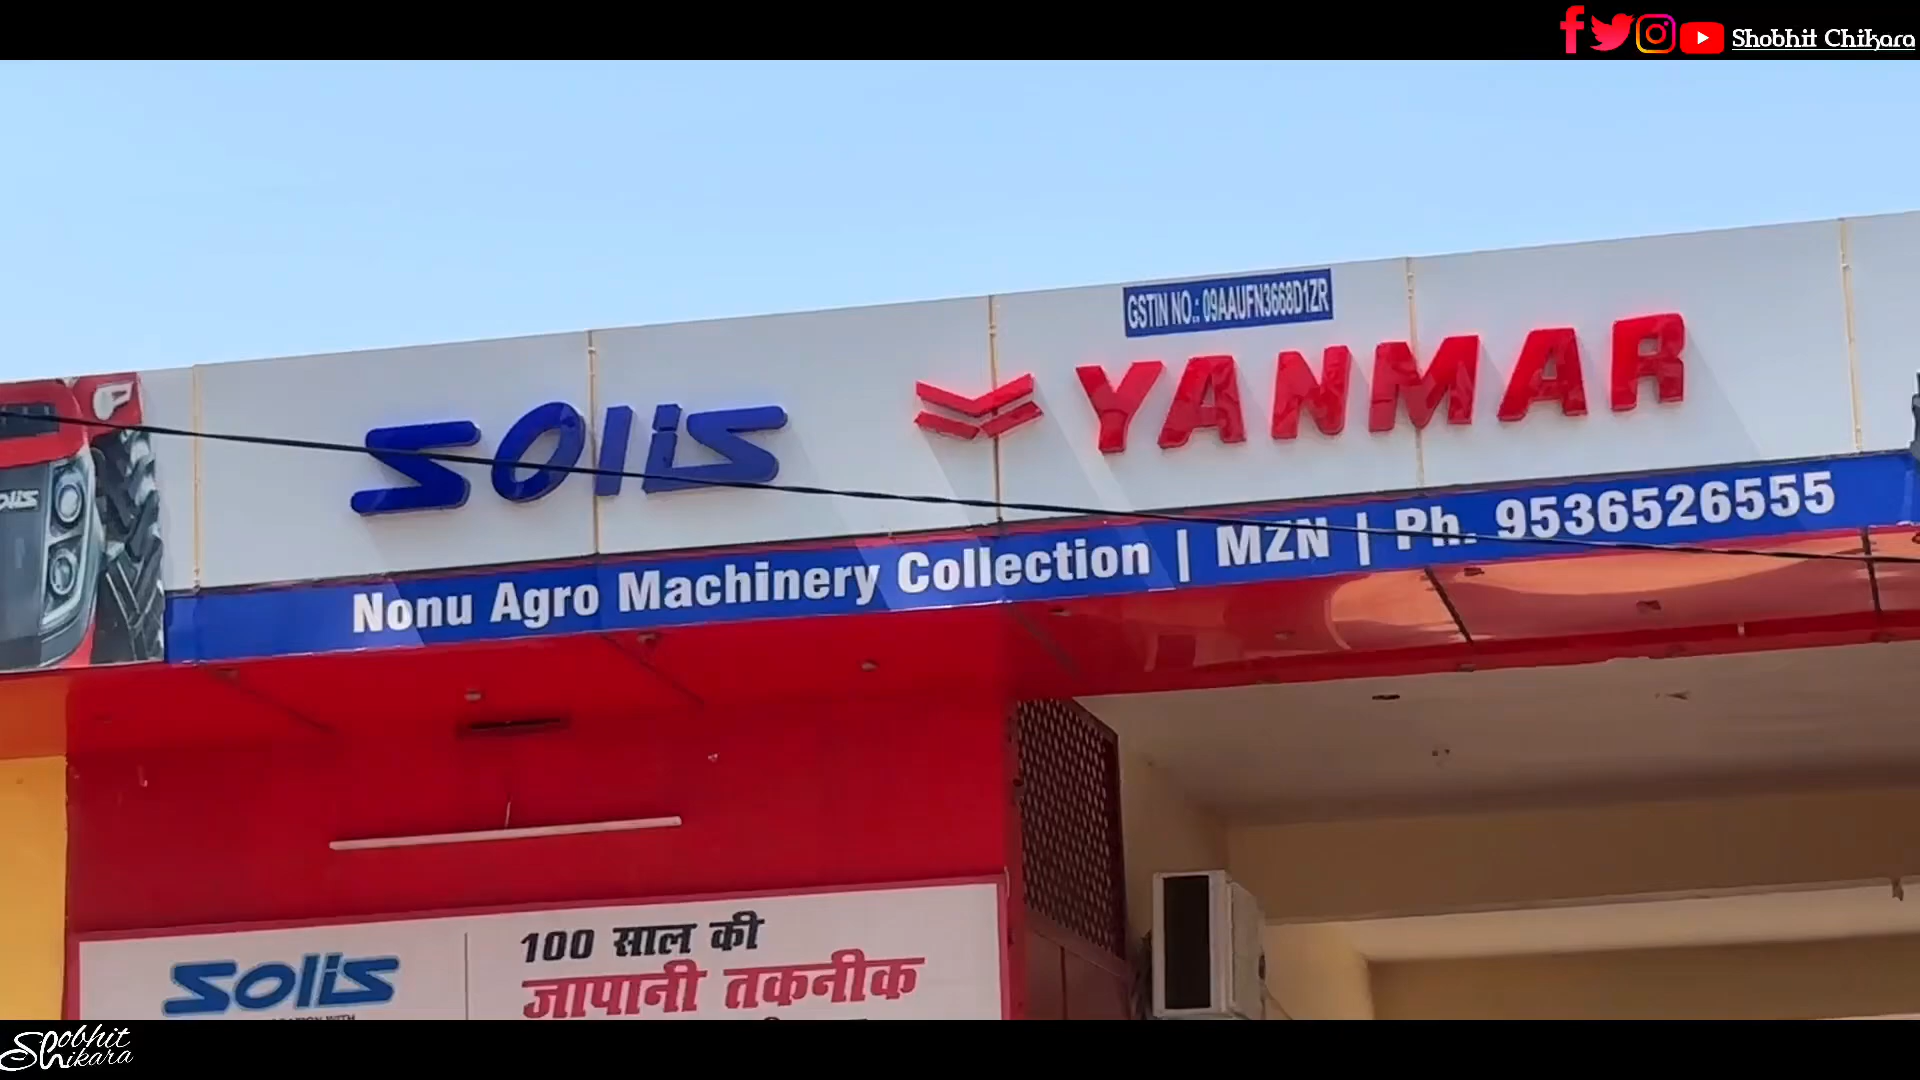 Shobhit Chikara
GSTIN NO.: 09AAUFN3668D1ZR
SOLIS YANMAR
Nonu Agro Machinery Collection | MZN | Ph. 9536526555
SOLIS
SOLIS
100 साल की
जापानी तकनीक
Shobhit
Chikara